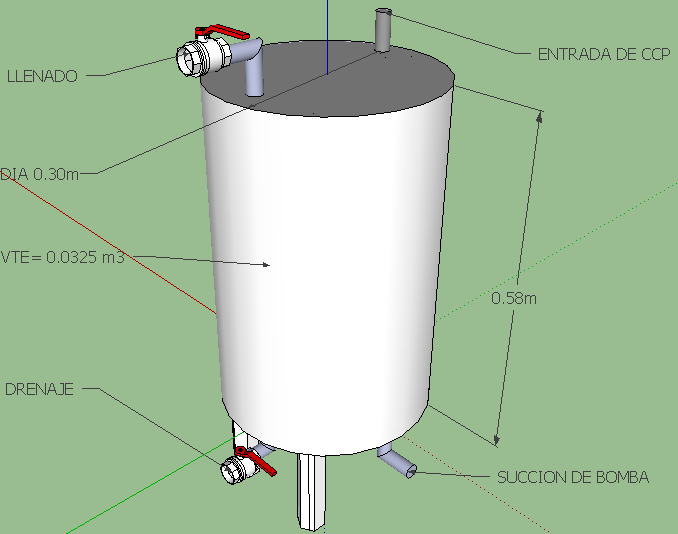 ENTRADA DE CCP
LLENADO
DIA 0.30m
VTE= 0.0325 m3
0.58m
DRENAJE
SUCCION DE BOMBA